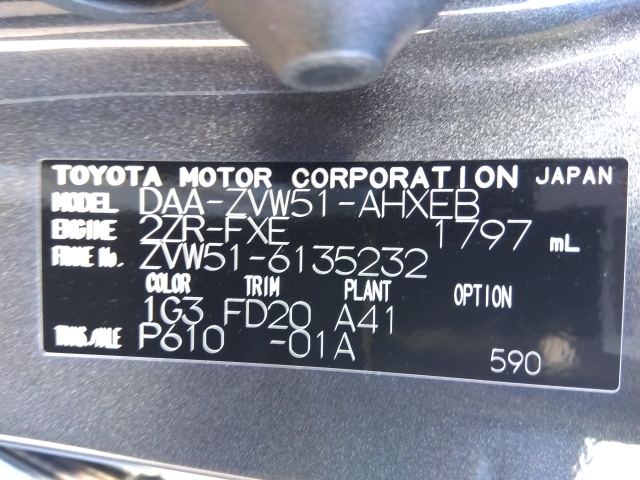 TOYOTA MOTOR CORPORATION JAPAN
MODEL DAA-ZVW51-AHXEB
ENGINE 2ZR-FXE 1797 mL
FRAME No. ZVW51-6135232
COLOR TRIM PLANT OPTION
1G3 FD20 A41
TRANS./AXLE P610 -01A
590